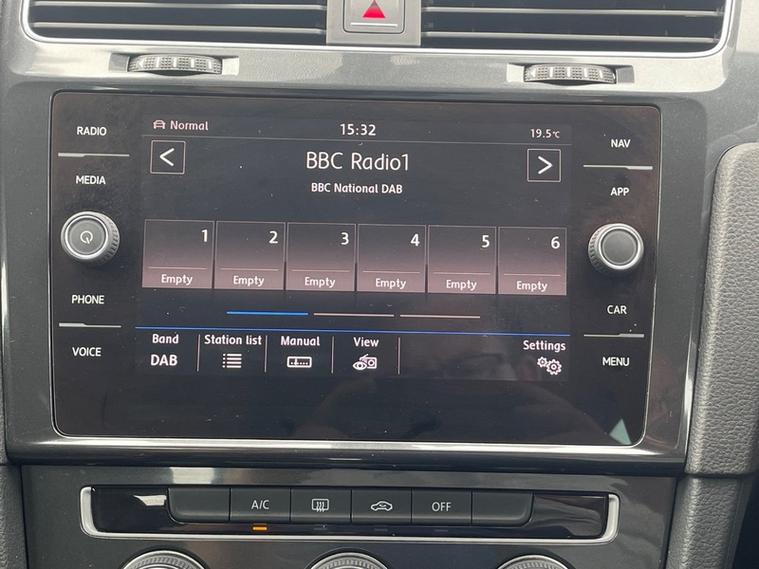 RADIO
MEDIA
PHONE
VOICE
Normal 15:32 19.5°C
BBC Radio1
BBC National DAB
1 2 3 4 5 6
Empty Empty Empty Empty Empty Empty
Band Station list Manual View Settings
DAB
NAV
APP
CAR
MENU
A/C OFF